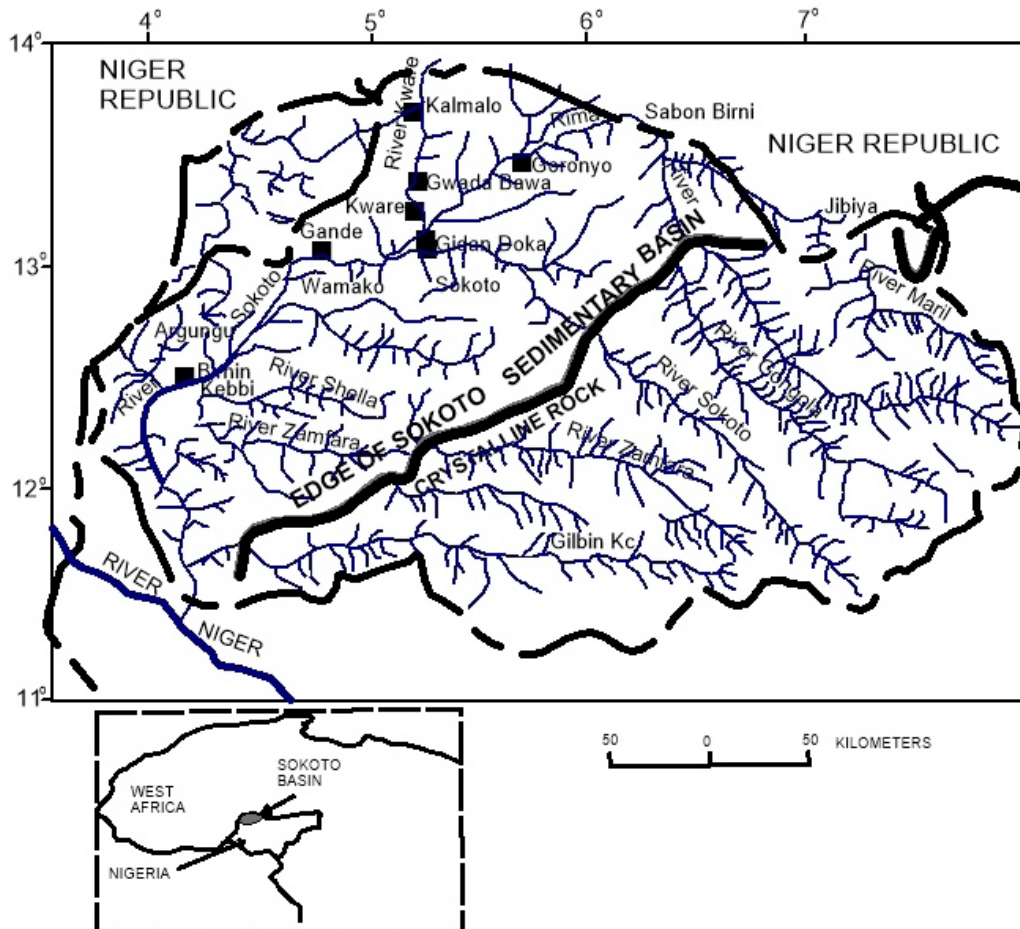 4°
5°
6°
7°
14°
NIGER
REPUBLIC
NIGER REPUBLIC
River Kware
Kalmalo
Rima
Sabon Birni
Goronyo
Gwada Bawa
River
Kware
Jibiya
Gande
Gidan Doka
13°
Wamako
Sokoto
River Maril
Sokoto
Argungu
River
Birnin
Kebbi
River Shella
River Zamfara
EDGE OF SOKOTO SEDIMENTARY BASIN
CRYSTALLINE ROCK
River Gongola
River Sokoto
River Zamfara
12°
Gilbin Kc
RIVER
NIGER
11°
50
0
50
KILOMETERS
SOKOTO
BASIN
WEST
AFRICA
NIGERIA